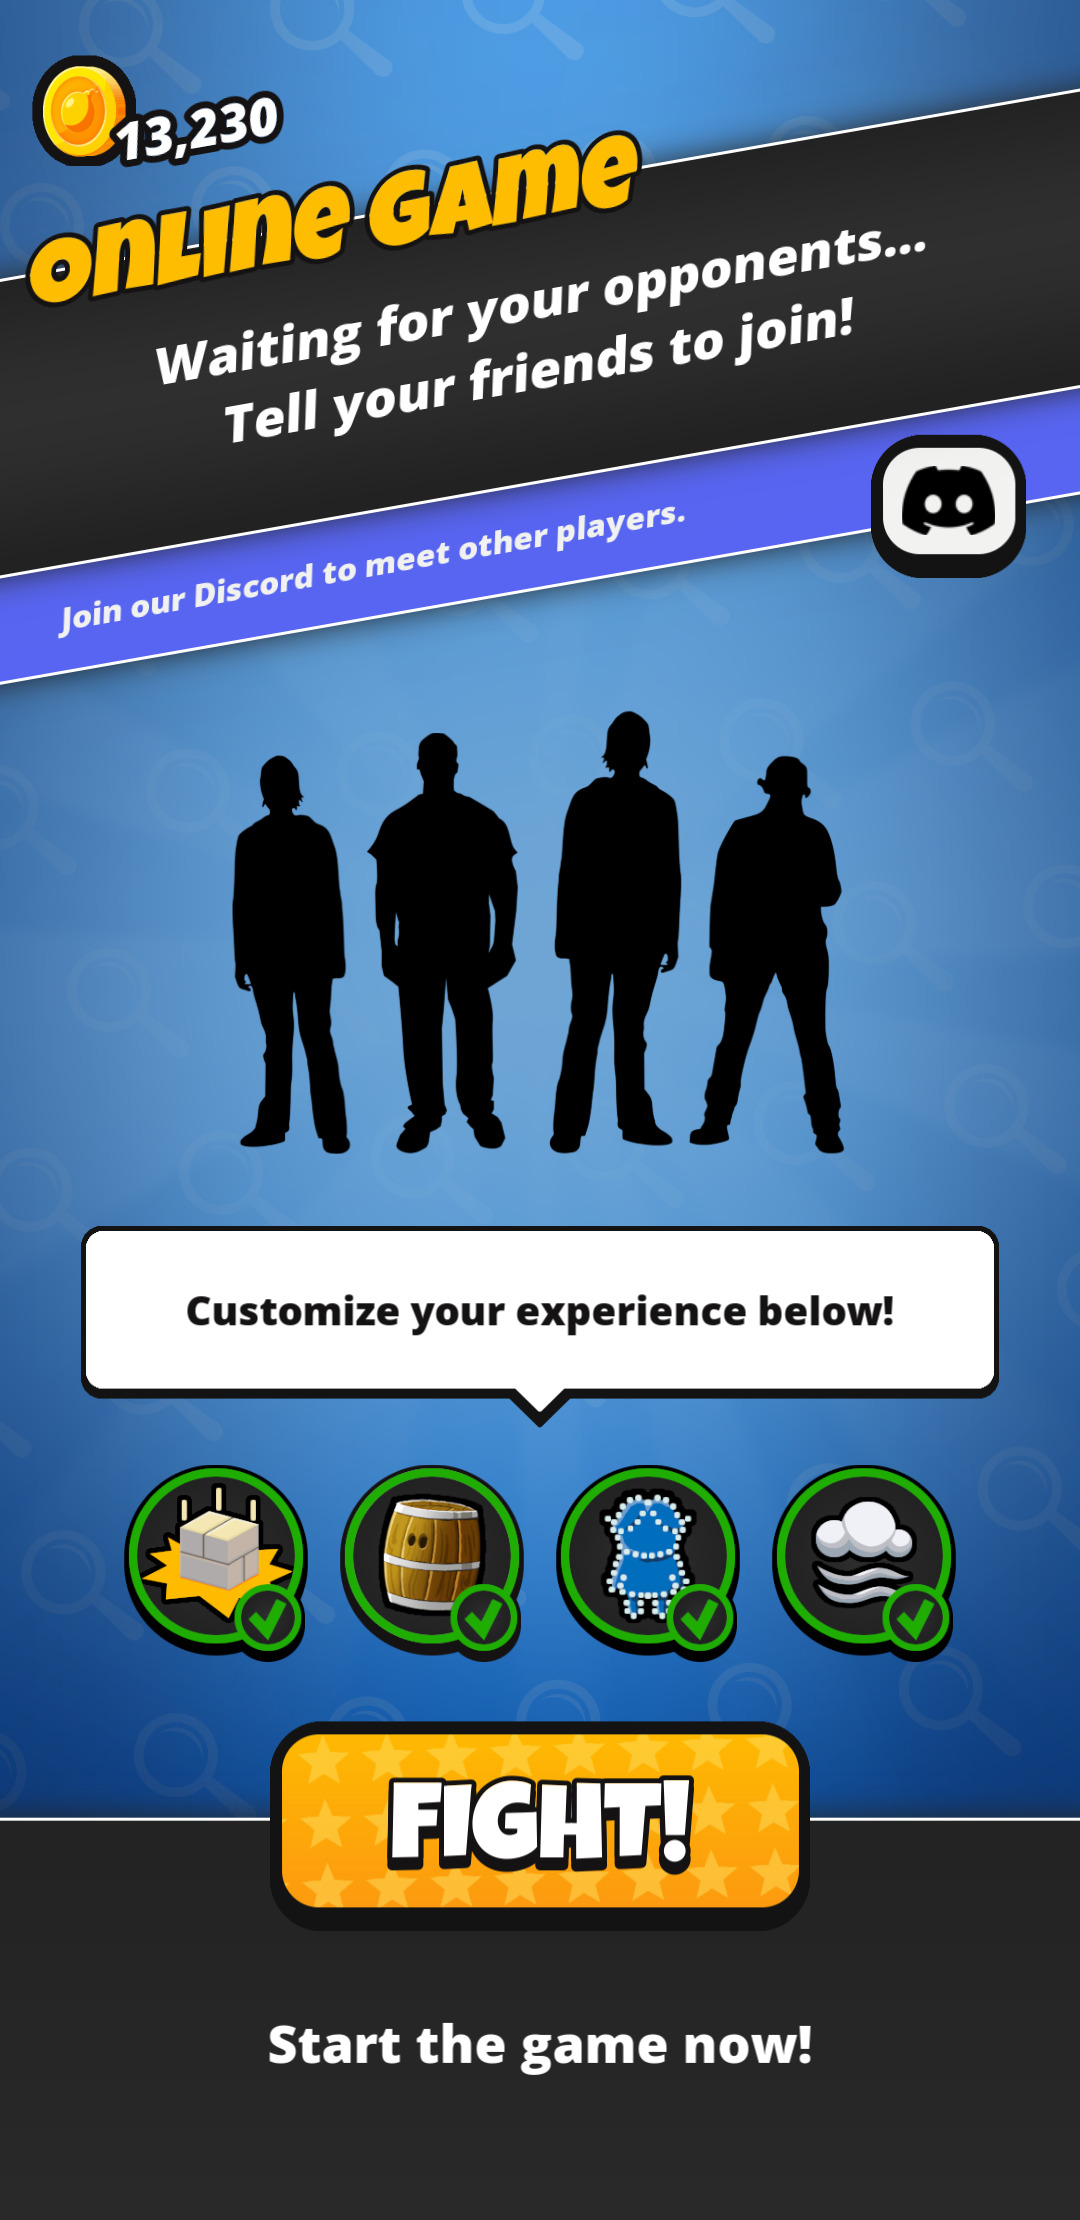 13,230
ONLINE GAME
Waiting for your opponents...
Tell your friends to join!
Join our Discord to meet other players.
Customize your experience below!
FIGHT!
Start the game now!